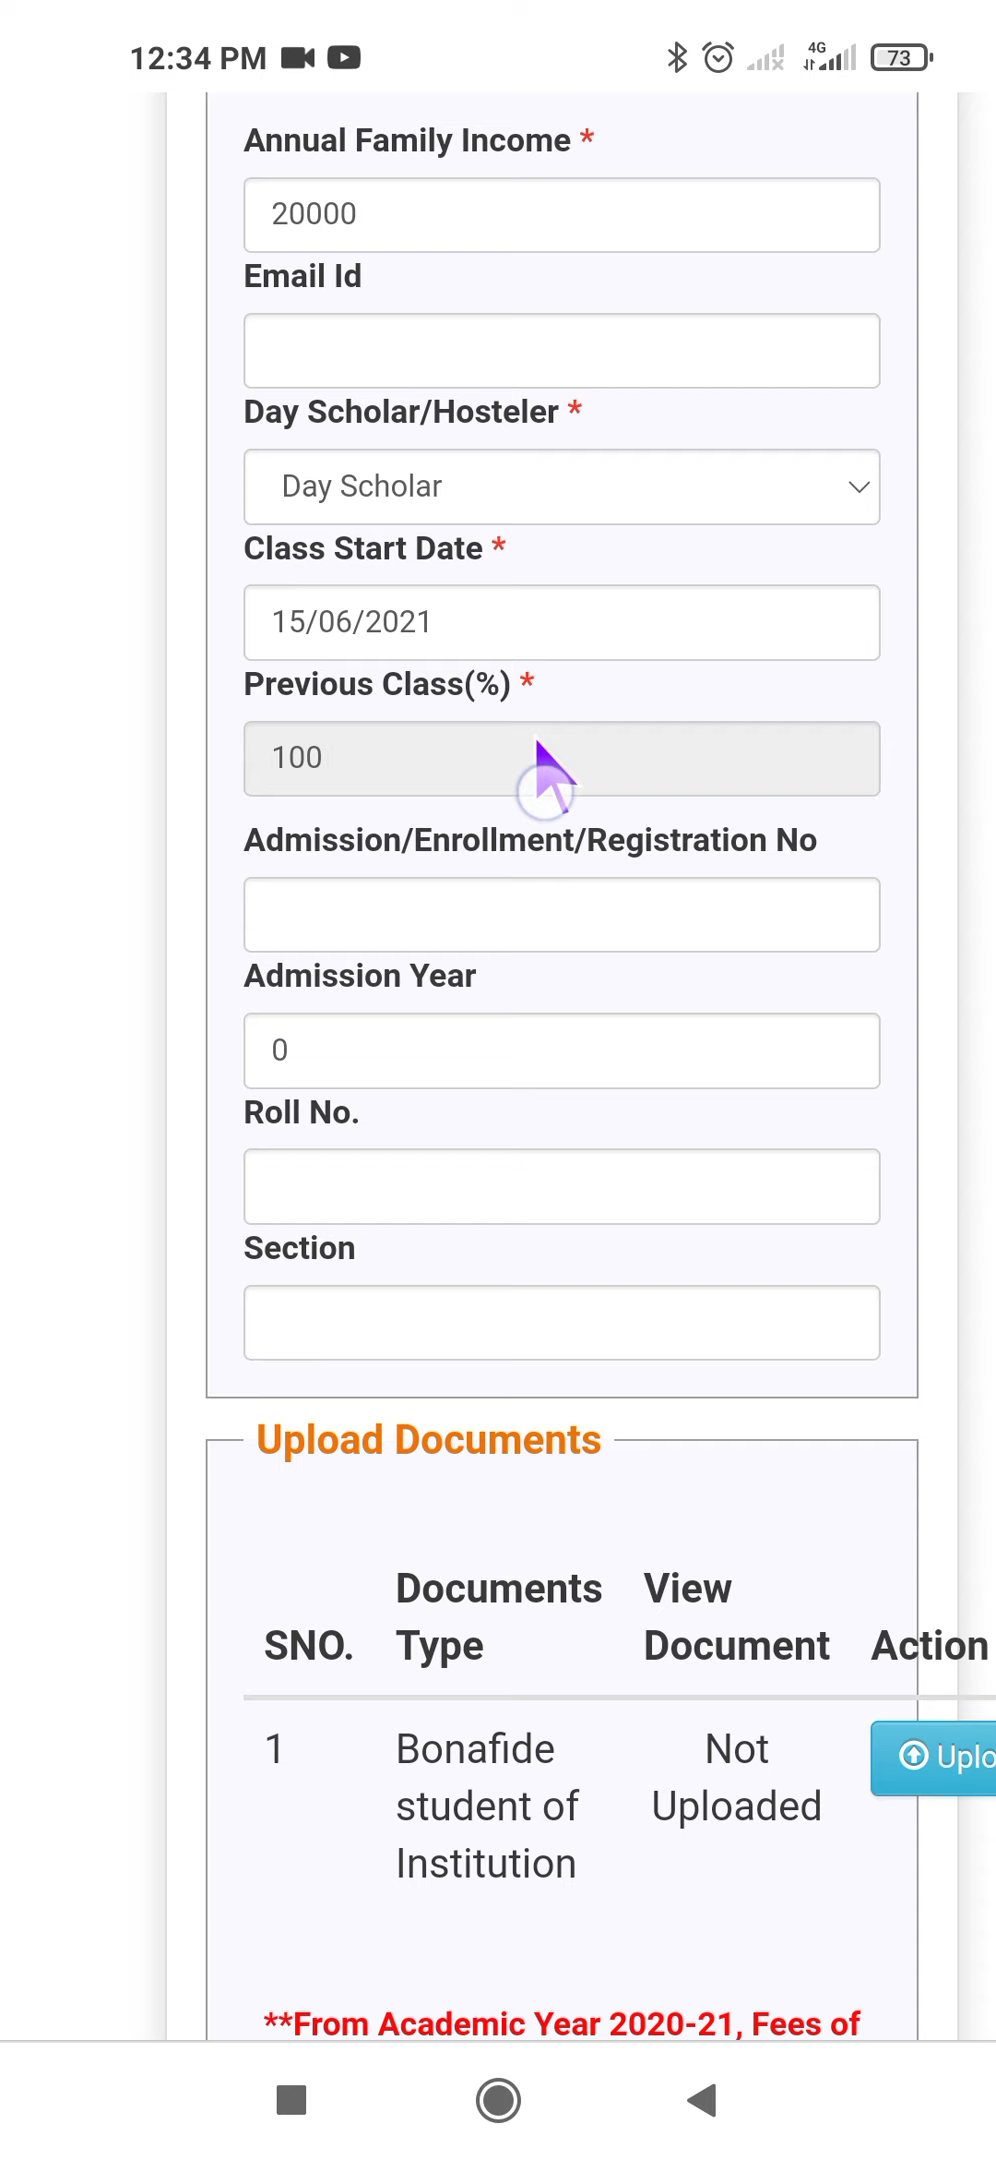 12:34 PM 4G 73
Annual Family Income *
20000
Email Id
Day Scholar/Hosteler *
Day Scholar
Class Start Date *
15/06/2021
Previous Class(%) *
100
Admission/Enrollment/Registration No
Admission Year
0
Roll No.
Section
Upload Documents
Documents View
SNO. Type Document Action
1 Bonafide Not Uplo
student of Uploaded
Institution
**From Academic Year 2020-21, Fees of